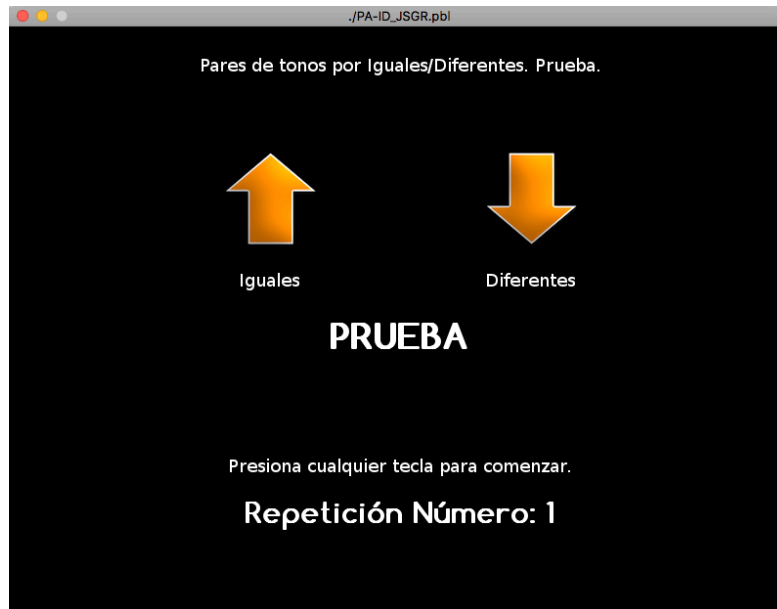 ./PA-ID_JSGR.pbl
Pares de tonos por Iguales/Diferentes. Prueba.
Iguales Diferentes
PRUEBA
Presiona cualquier tecla para comenzar.
Repetición Número: 1